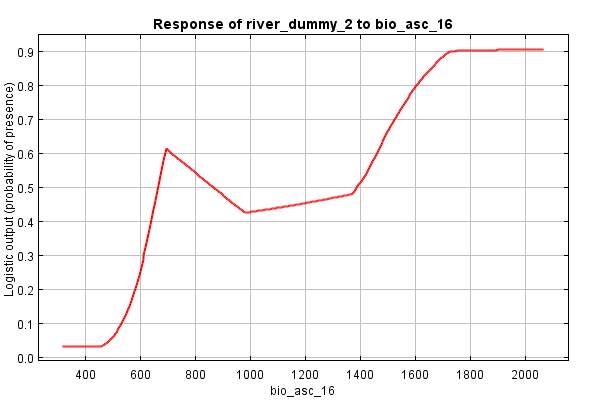 Response of river_dummy_2 to bio_asc_16
Logistic output (probability of presence)
0.9
0.8
0.7
0.6
0.5
0.4
0.3
0.2
0.1
0.0
400 600 800 1000 1200 1400 1600 1800 2000
bio_asc_16